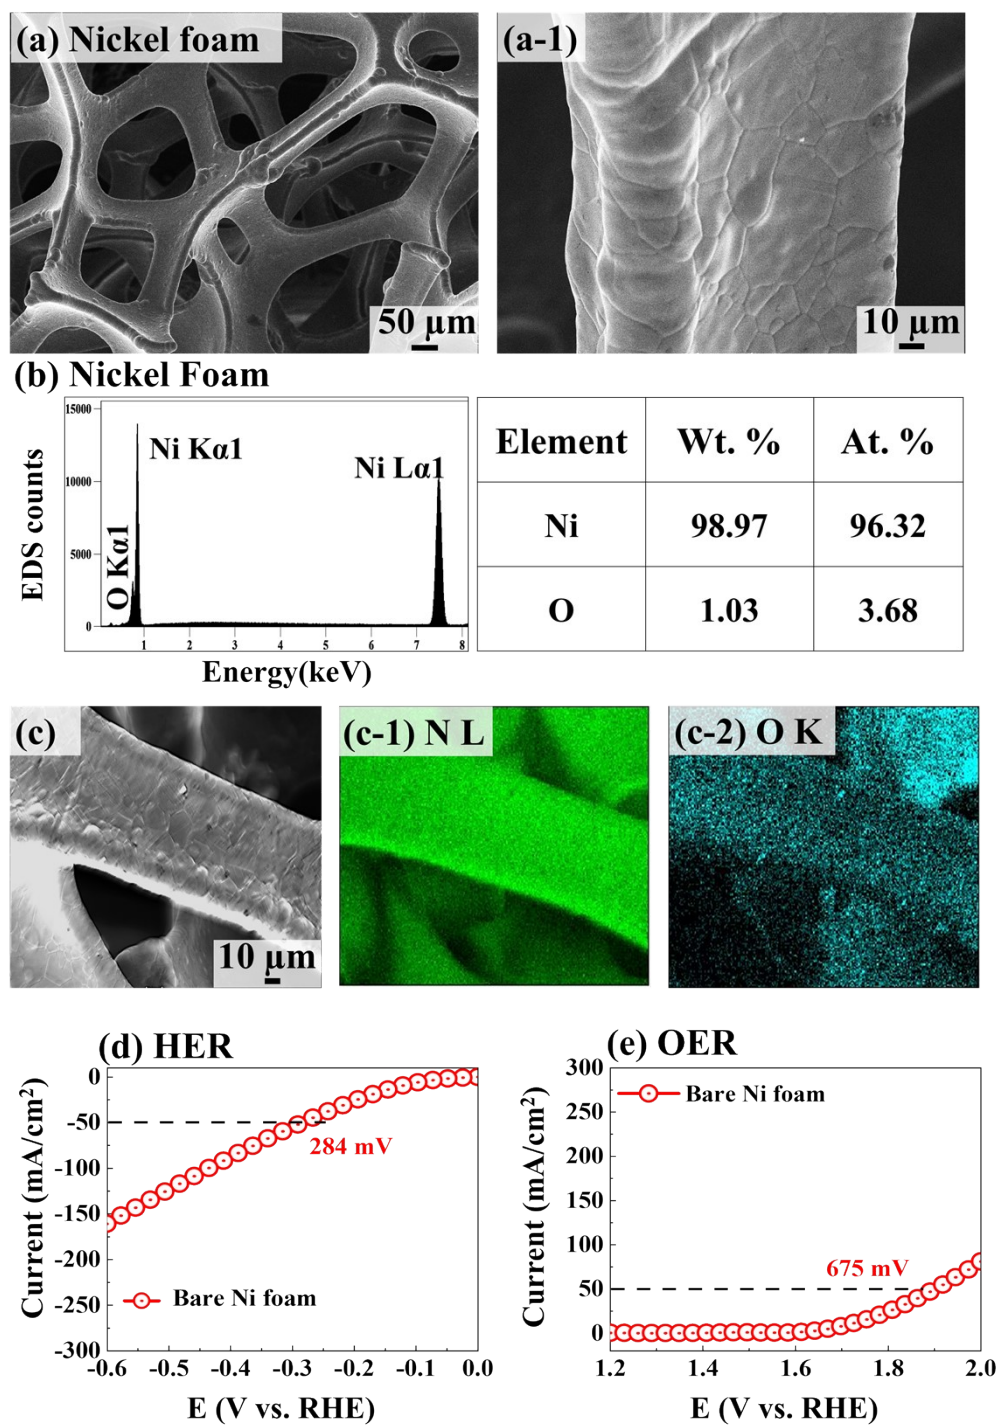 (a) Nickel foam
50 µm
(a-1)
10 µm
(b) Nickel Foam
EDS counts
15000
10000
5000
0
O Kα1
Ni Kα1
Ni Lα1
1 2 3 4 5 6 7 8
Energy(keV)
Element Wt. % At. %
Ni 98.97 96.32
O 1.03 3.68
(c)
10 µm
(c-1) N L
(c-2) O K
(d) HER
Current (mA/cm²)
0
-50
-100
-150
-200
-250
-300
284 mV
Bare Ni foam
-0.6 -0.5 -0.4 -0.3 -0.2 -0.1 0.0
E (V vs. RHE)
(e) OER
Current (mA/cm²)
300
250
200
150
100
50
0
Bare Ni foam
675 mV
1.2 1.4 1.6 1.8 2.0
E (V vs. RHE)